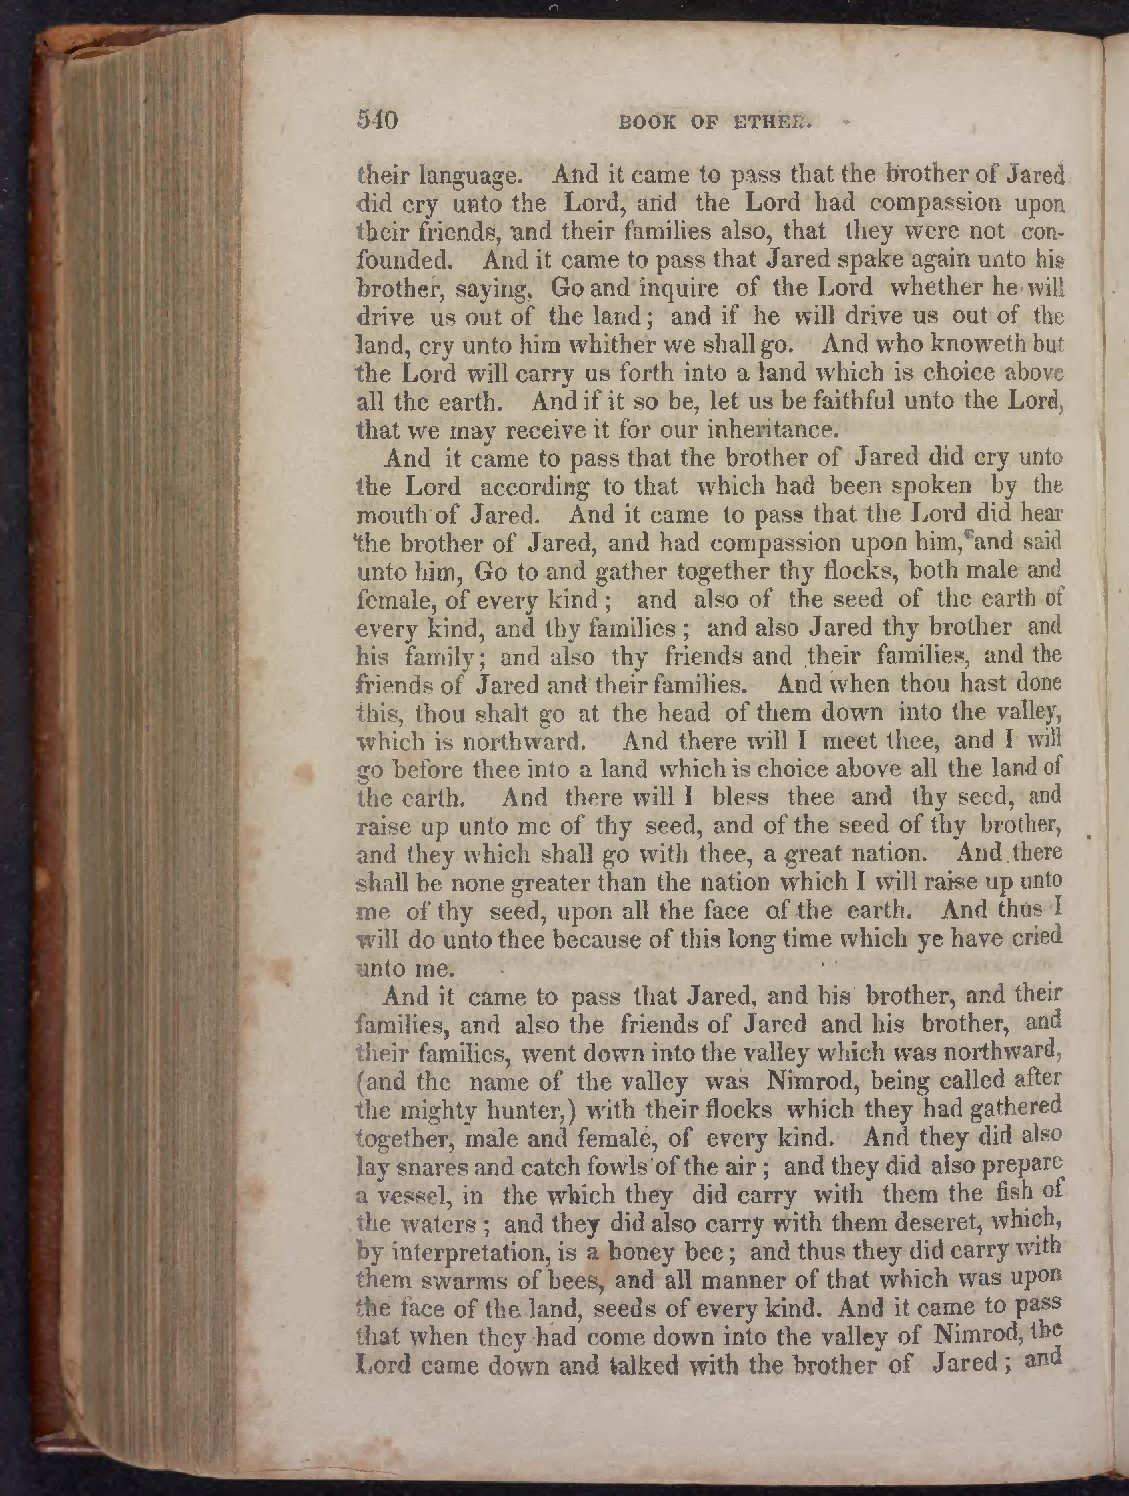 540 BOOK OF ETHER.
their language. And it came to pass that the brother of Jared
did cry unto the Lord, and the Lord had compassion upon
their friends, and their families also, that they were not con-
founded. And it came to pass that Jared spake again unto his
brother, saying, Go and inquire of the Lord whether he will
drive us out of the land; and if he will drive us out of the
land, cry unto him whither we shall go. And who knoweth but
the Lord will carry us forth into a land which is choice above
all the earth. And if it so be, let us be faithful unto the Lord,
that we may receive it for our inheritance.
And it came to pass that the brother of Jared did cry unto
the Lord according to that which had been spoken by the
mouth of Jared. And it came to pass that the Lord did hear
the brother of Jared, and had compassion upon him, and said
unto him, Go to and gather together thy flocks, both male and
female, of every kind; and also of the seed of the earth of
every kind, and thy families; and also Jared thy brother and
his family; and also thy friends and their families, and the
friends of Jared and their families. And when thou hast done
this, thou shalt go at the head of them down into the valley,
which is northward. And there will I meet thee, and I will
go before thee into a land which is choice above all the land of
the earth. And there will I bless thee and thy seed, and
raise up unto me of thy seed, and of the seed of thy brother,
and they which shall go with thee, a great nation. And there
shall be none greater than the nation which I will raise up unto
me of thy seed, upon all the face of the earth. And thus I
will do unto thee because of this long time which ye have cried
unto me.
And it came to pass that Jared, and his brother, and their
families, and also the friends of Jared and his brother, and
their families, went down into the valley which was northward,
(and the name of the valley was Nimrod, being called after
the mighty hunter,) with their flocks which they had gathered
together, male and female, of every kind. And they did also
lay snares and catch fowls of the air; and they did also prepare
a vessel, in the which they did carry with them the fish of
the waters; and they did also carry with them deseret, which,
by interpretation, is a honey bee; and thus they did carry with
them swarms of bees, and all manner of that which was upon
the face of the land, seeds of every kind. And it came to pass
that when they had come down into the valley of Nimrod, the
Lord came down and talked with the brother of Jared; and